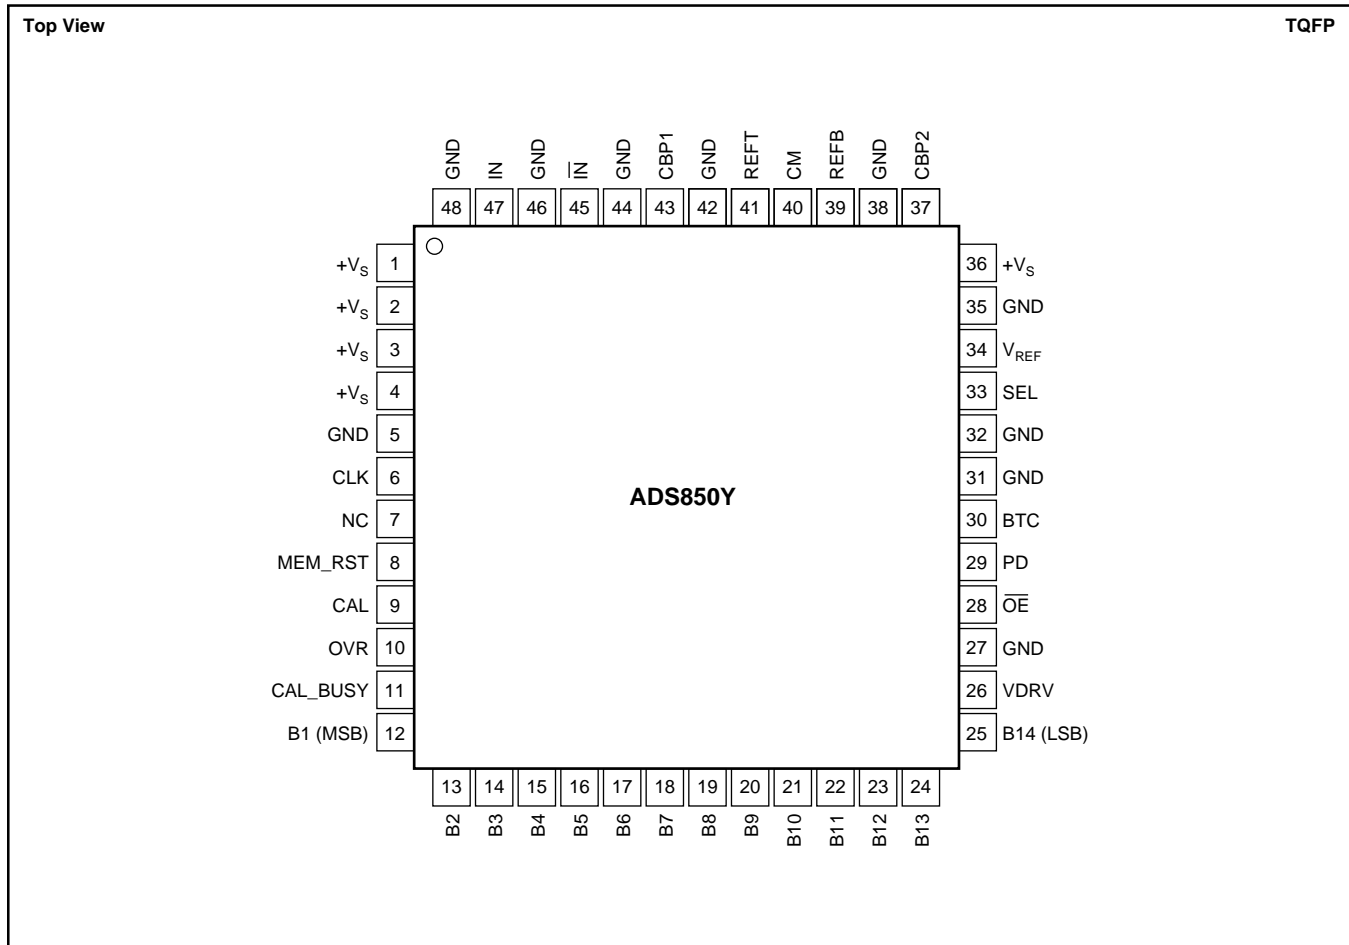 Top View
TQFP
GND IN GND I̅N̅ GND CBP1 GND REFT CM REFB GND CBP2
48 47 46 45 44 43 42 41 40 39 38 37
+VS 1
36 +VS
+VS 2
35 GND
+VS 3
34 VREF
+VS 4
33 SEL
GND 5
32 GND
CLK 6
31 GND
ADS850Y
NC 7
30 BTC
MEM_RST 8
29 PD
CAL 9
28 O̅E̅
OVR 10
27 GND
CAL_BUSY 11
26 VDRV
B1 (MSB) 12
25 B14 (LSB)
13 14 15 16 17 18 19 20 21 22 23 24
B2 B3 B4 B5 B6 B7 B8 B9 B10 B11 B12 B13